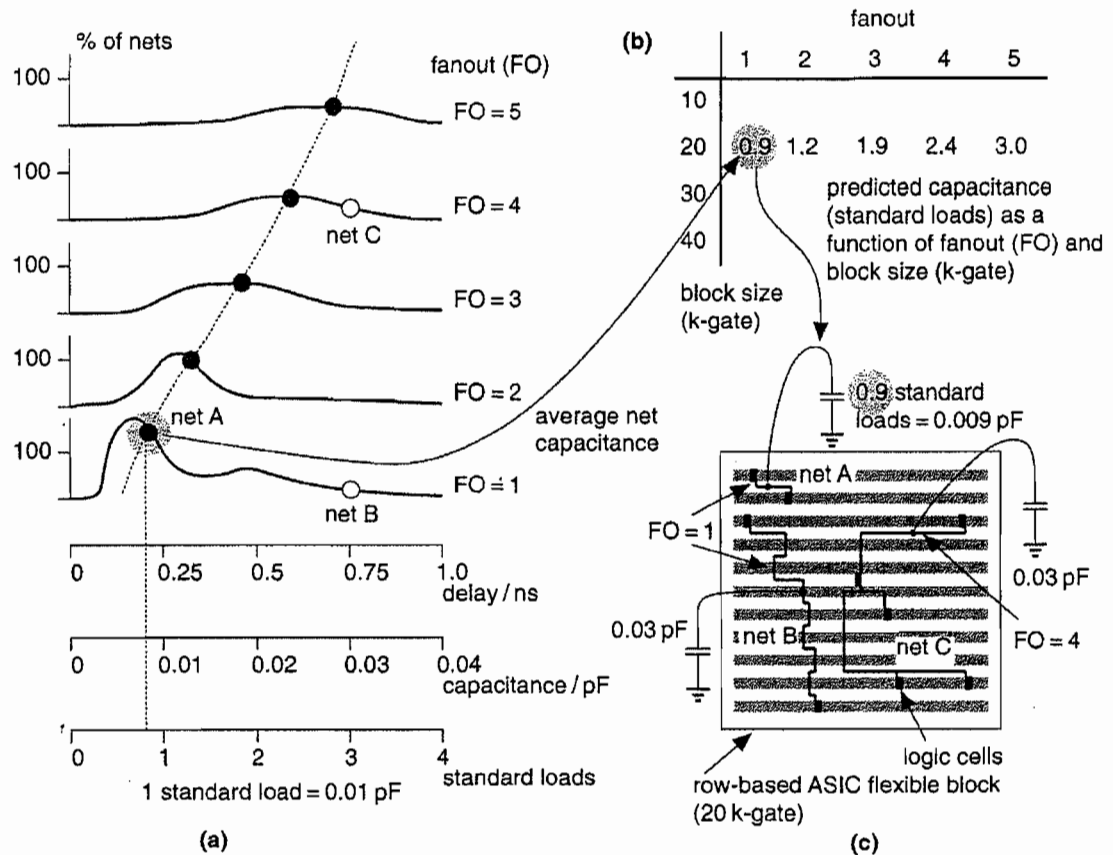 % of nets
fanout (FO)
100
FO = 5
100
FO = 4
net C
100
FO = 3
100
FO = 2
net A
100
FO = 1
net B
average net
capacitance
0 0.25 0.5 0.75 1.0
delay / ns
0 0.01 0.02 0.03 0.04
capacitance / pF
0 1 2 3 4
standard loads
1 standard load = 0.01 pF
(a)
(b)
fanout
1 2 3 4 5
10
20 0.9 1.2 1.9 2.4 3.0
30
40
predicted capacitance
(standard loads) as a
function of fanout (FO) and
block size (k-gate)
block size
(k-gate)
0.9 standard
loads = 0.009 pF
net A
FO = 1
0.03 pF
0.03 pF
net B
net C
FO = 4
logic cells
row-based ASIC flexible block
(20 k-gate)
(c)